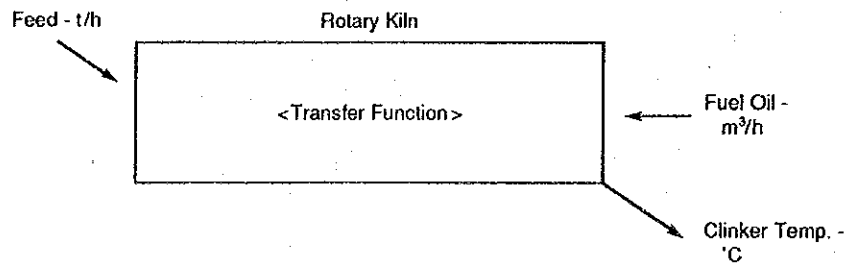 Feed - t/h
Rotary Kiln
<Transfer Function>
Fuel Oil -
m³/h
Clinker Temp. -
°C